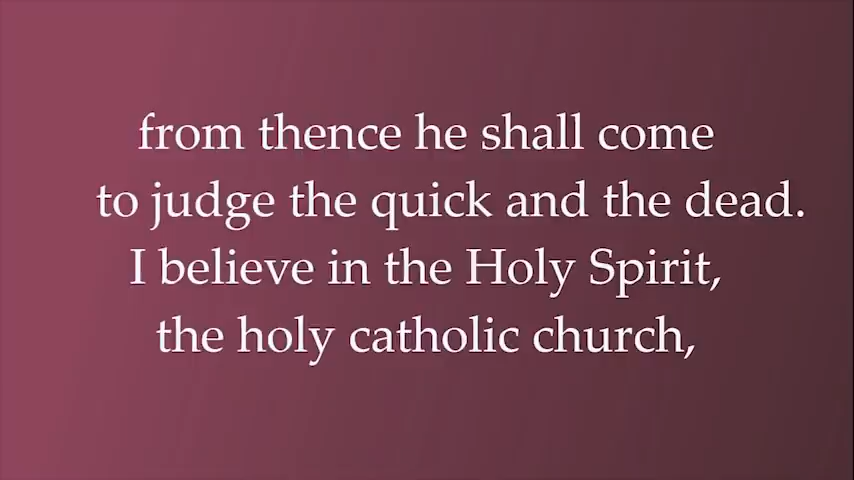 from thence he shall come
to judge the quick and the dead.
I believe in the Holy Spirit,
the holy catholic church,